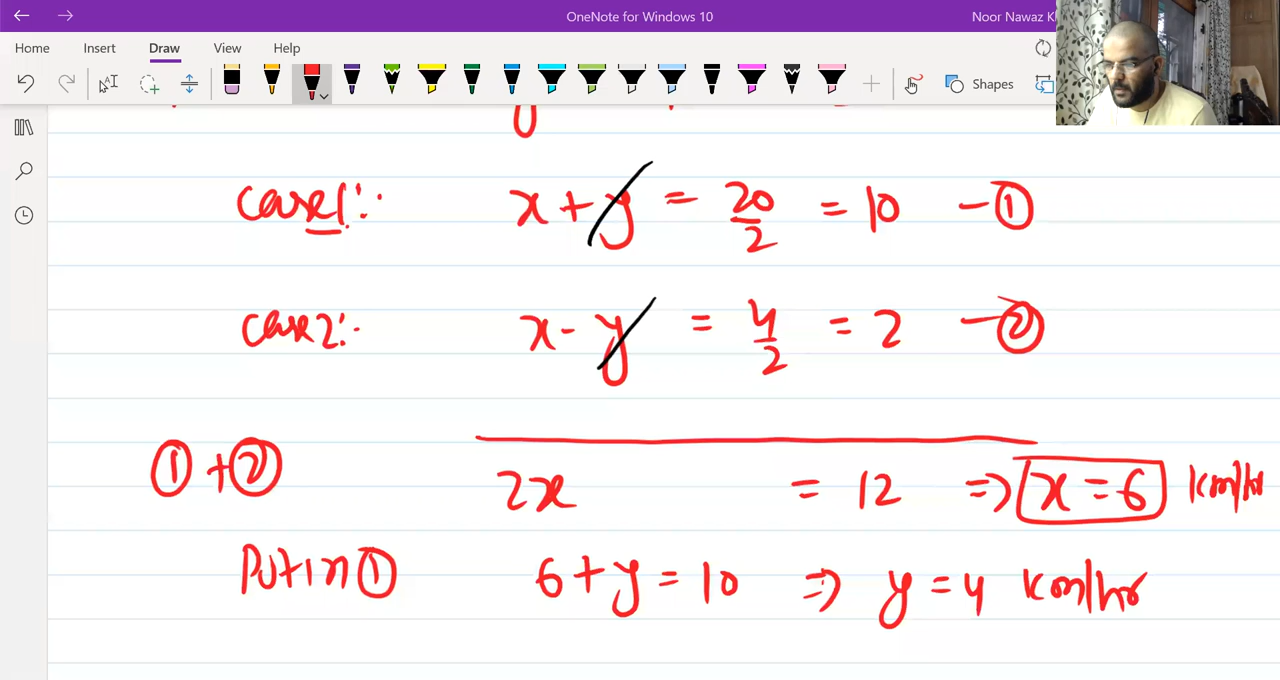 OneNote for Windows 10
Noor Nawaz K
Home Insert Draw View Help
Shapes
y
Case1:- x + y = 20/2 = 10 - ①
Case2:- x - y = 4/2 = 2 - ②
① + ② 2x = 12 => x = 6 km/hr
Put in ① 6 + y = 10 => y = 4 km/hr